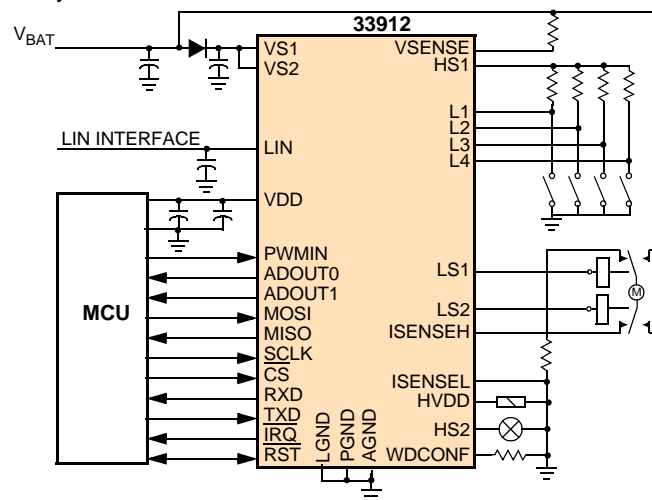 33912
VBAT
VS1
VS2
VSENSE
HS1
L1
L2
L3
L4
LIN INTERFACE
LIN
VDD
PWMIN
ADOUT0
ADOUT1
MOSI
MISO
SCLK
CS
RXD
TXD
IRQ
RST
MCU
LS1
LS2
ISENSEH
M
ISENSEL
HVDD
HS2
WDCONF
LGND
PGND
AGND